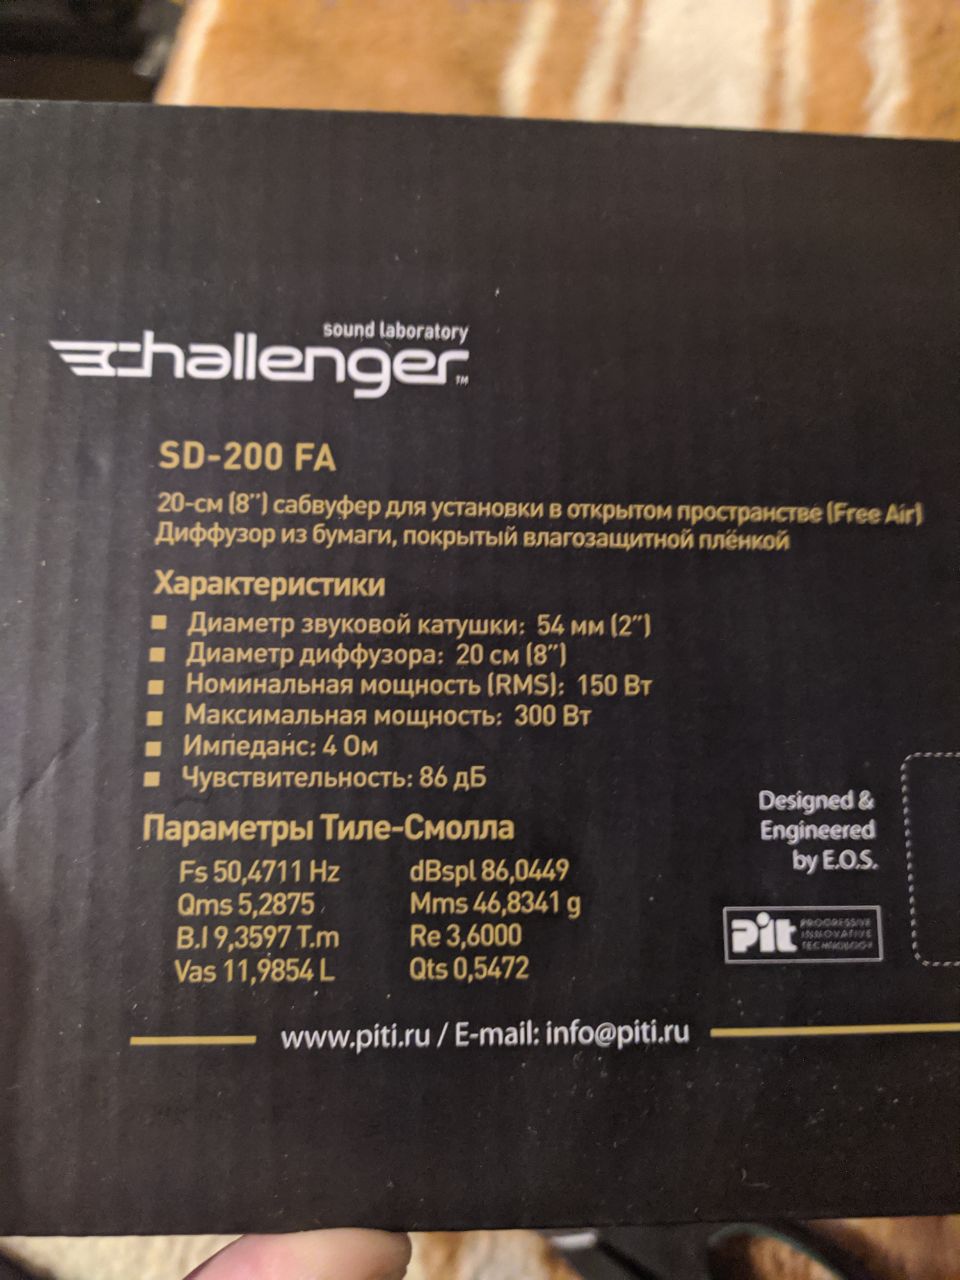 sound laboratory
challenger™
SD-200 FA
20-см (8’’) сабвуфер для установки в открытом пространстве (Free Air)
Диффузор из бумаги, покрытый влагозащитной плёнкой
Характеристики
■ Диаметр звуковой катушки: 54 мм (2”)
■ Диаметр диффузора: 20 см (8”)
■ Номинальная мощность (RMS): 150 Вт
■ Максимальная мощность: 300 Вт
■ Импеданс: 4 Ом
■ Чувствительность: 86 дБ
Параметры Тиле-Смолла
Fs 50,4711 Hz dBspl 86,0449
Qms 5,2875 Mms 46,8341 g
B.l 9,3597 T.m Re 3,6000
Vas 11,9854 L Qts 0,5472
Designed &
Engineered
by E.O.S.
Pit
PROGRESSIVE
INNOVATIVE
TECHNOLOGY
www.piti.ru / E-mail: info@piti.ru